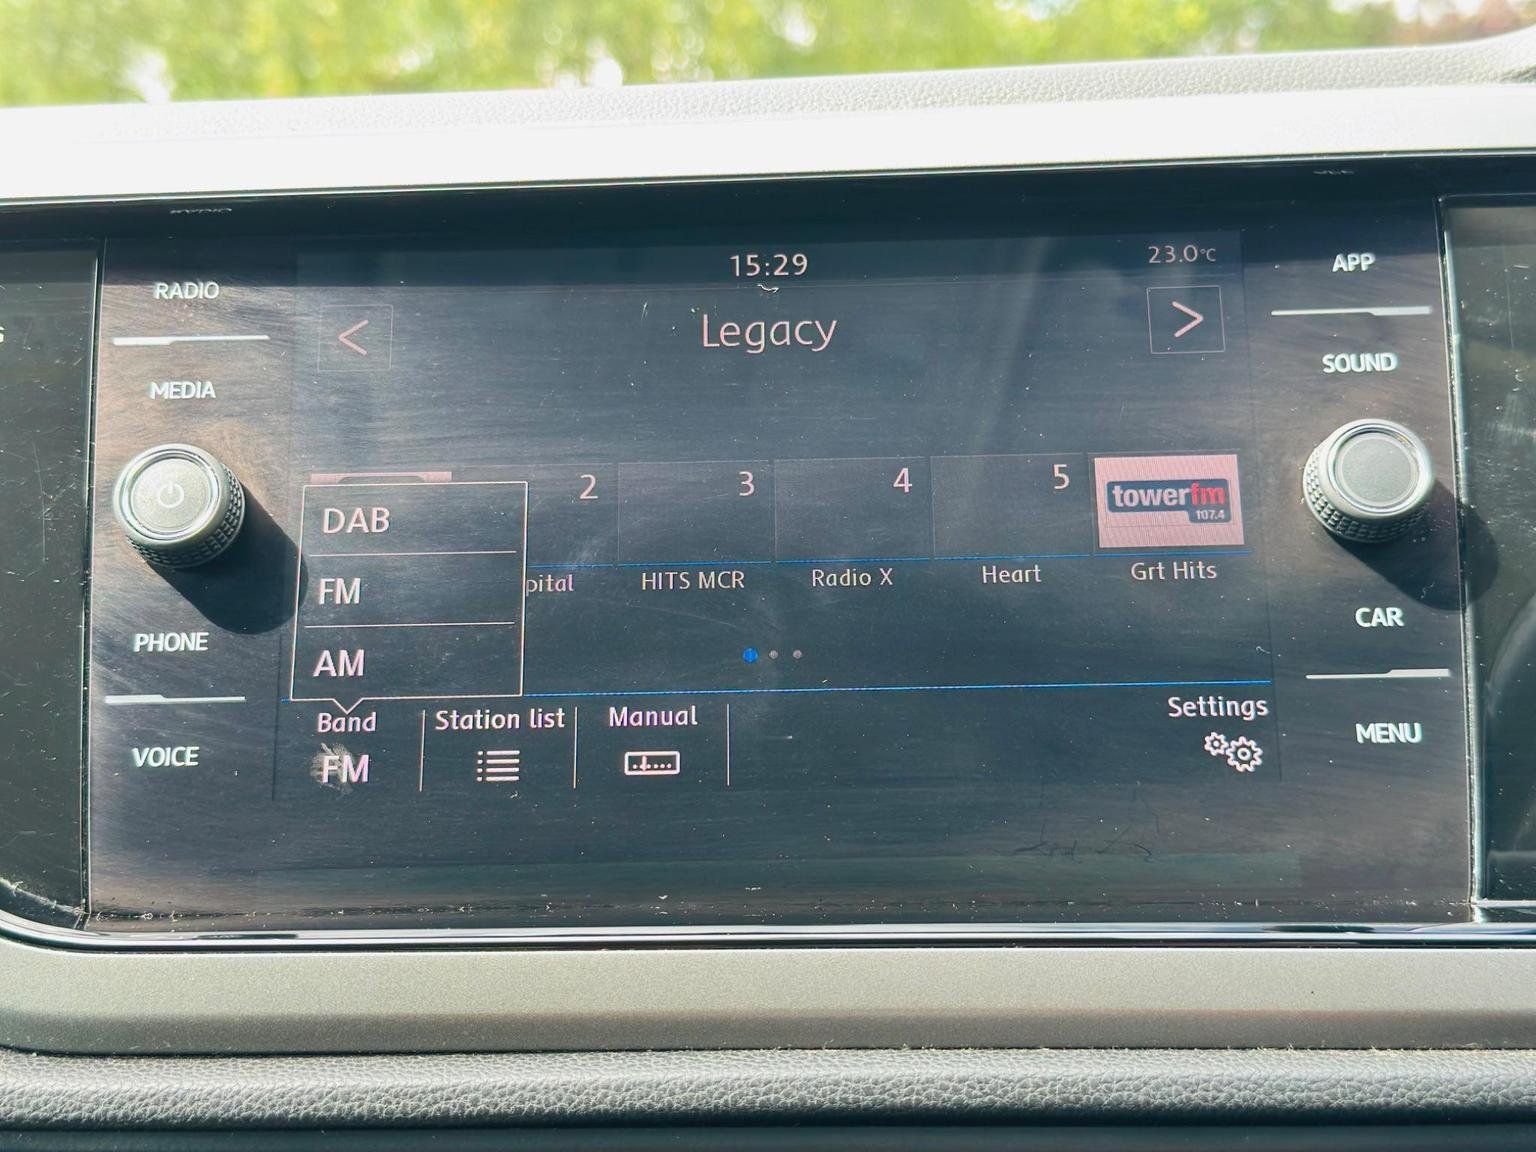 15:29
23.0°C
RADIO
MEDIA
PHONE
VOICE
APP
SOUND
CAR
MENU
<
Legacy
>
2
3
4
5
towerfm
107.4
pital
HITS MCR
Radio X
Heart
Grt Hits
DAB
FM
AM
Band
FM
Station list
Manual
Settings